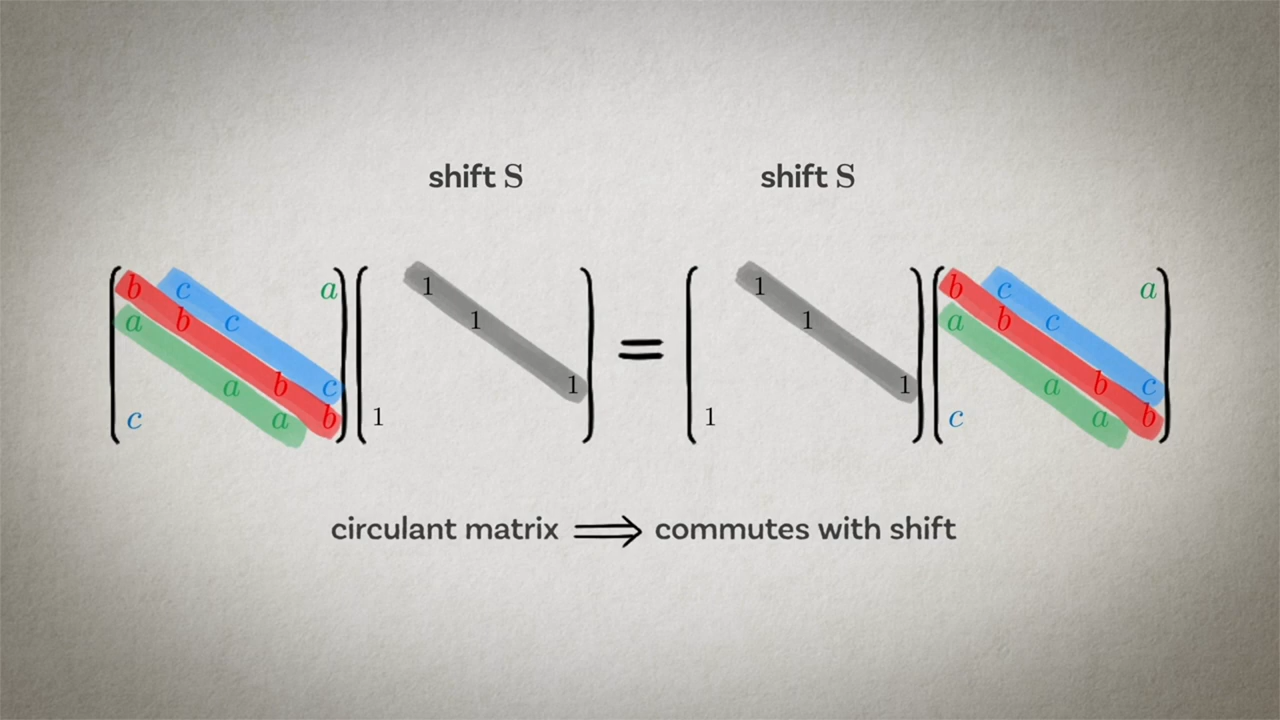 shift S shift S
b c a 1 1 b c a
a b c 1 1 a b c
a b c 1 1 a b c
c a b 1 = 1 c a b
circulant matrix ⟹ commutes with shift